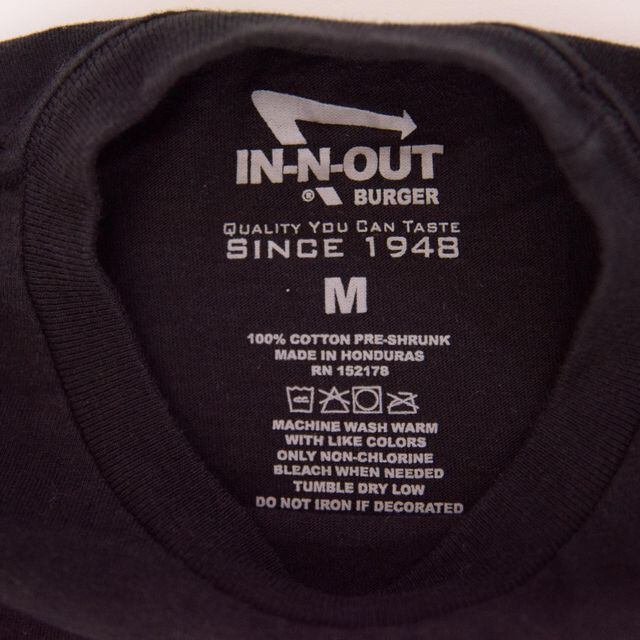 IN-N-OUT
® BURGER
QUALITY YOU CAN TASTE
SINCE 1948
M
100% COTTON PRE-SHRUNK
MADE IN HONDURAS
RN 152178
MACHINE WASH WARM
WITH LIKE COLORS
ONLY NON-CHLORINE
BLEACH WHEN NEEDED
TUMBLE DRY LOW
DO NOT IRON IF DECORATED